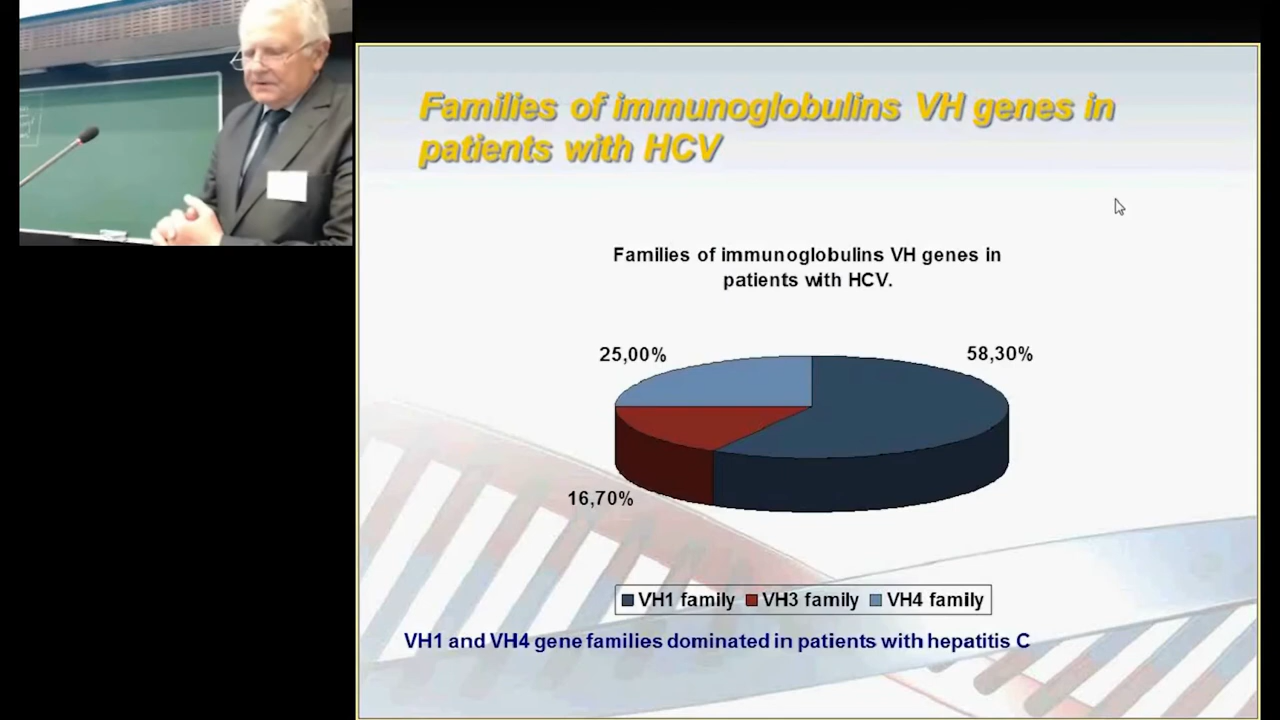 Families of immunoglobulins VH genes in
patients with HCV
Families of immunoglobulins VH genes in
patients with HCV.
25,00%
58,30%
16,70%
VH1 family VH3 family VH4 family
VH1 and VH4 gene families dominated in patients with hepatitis C